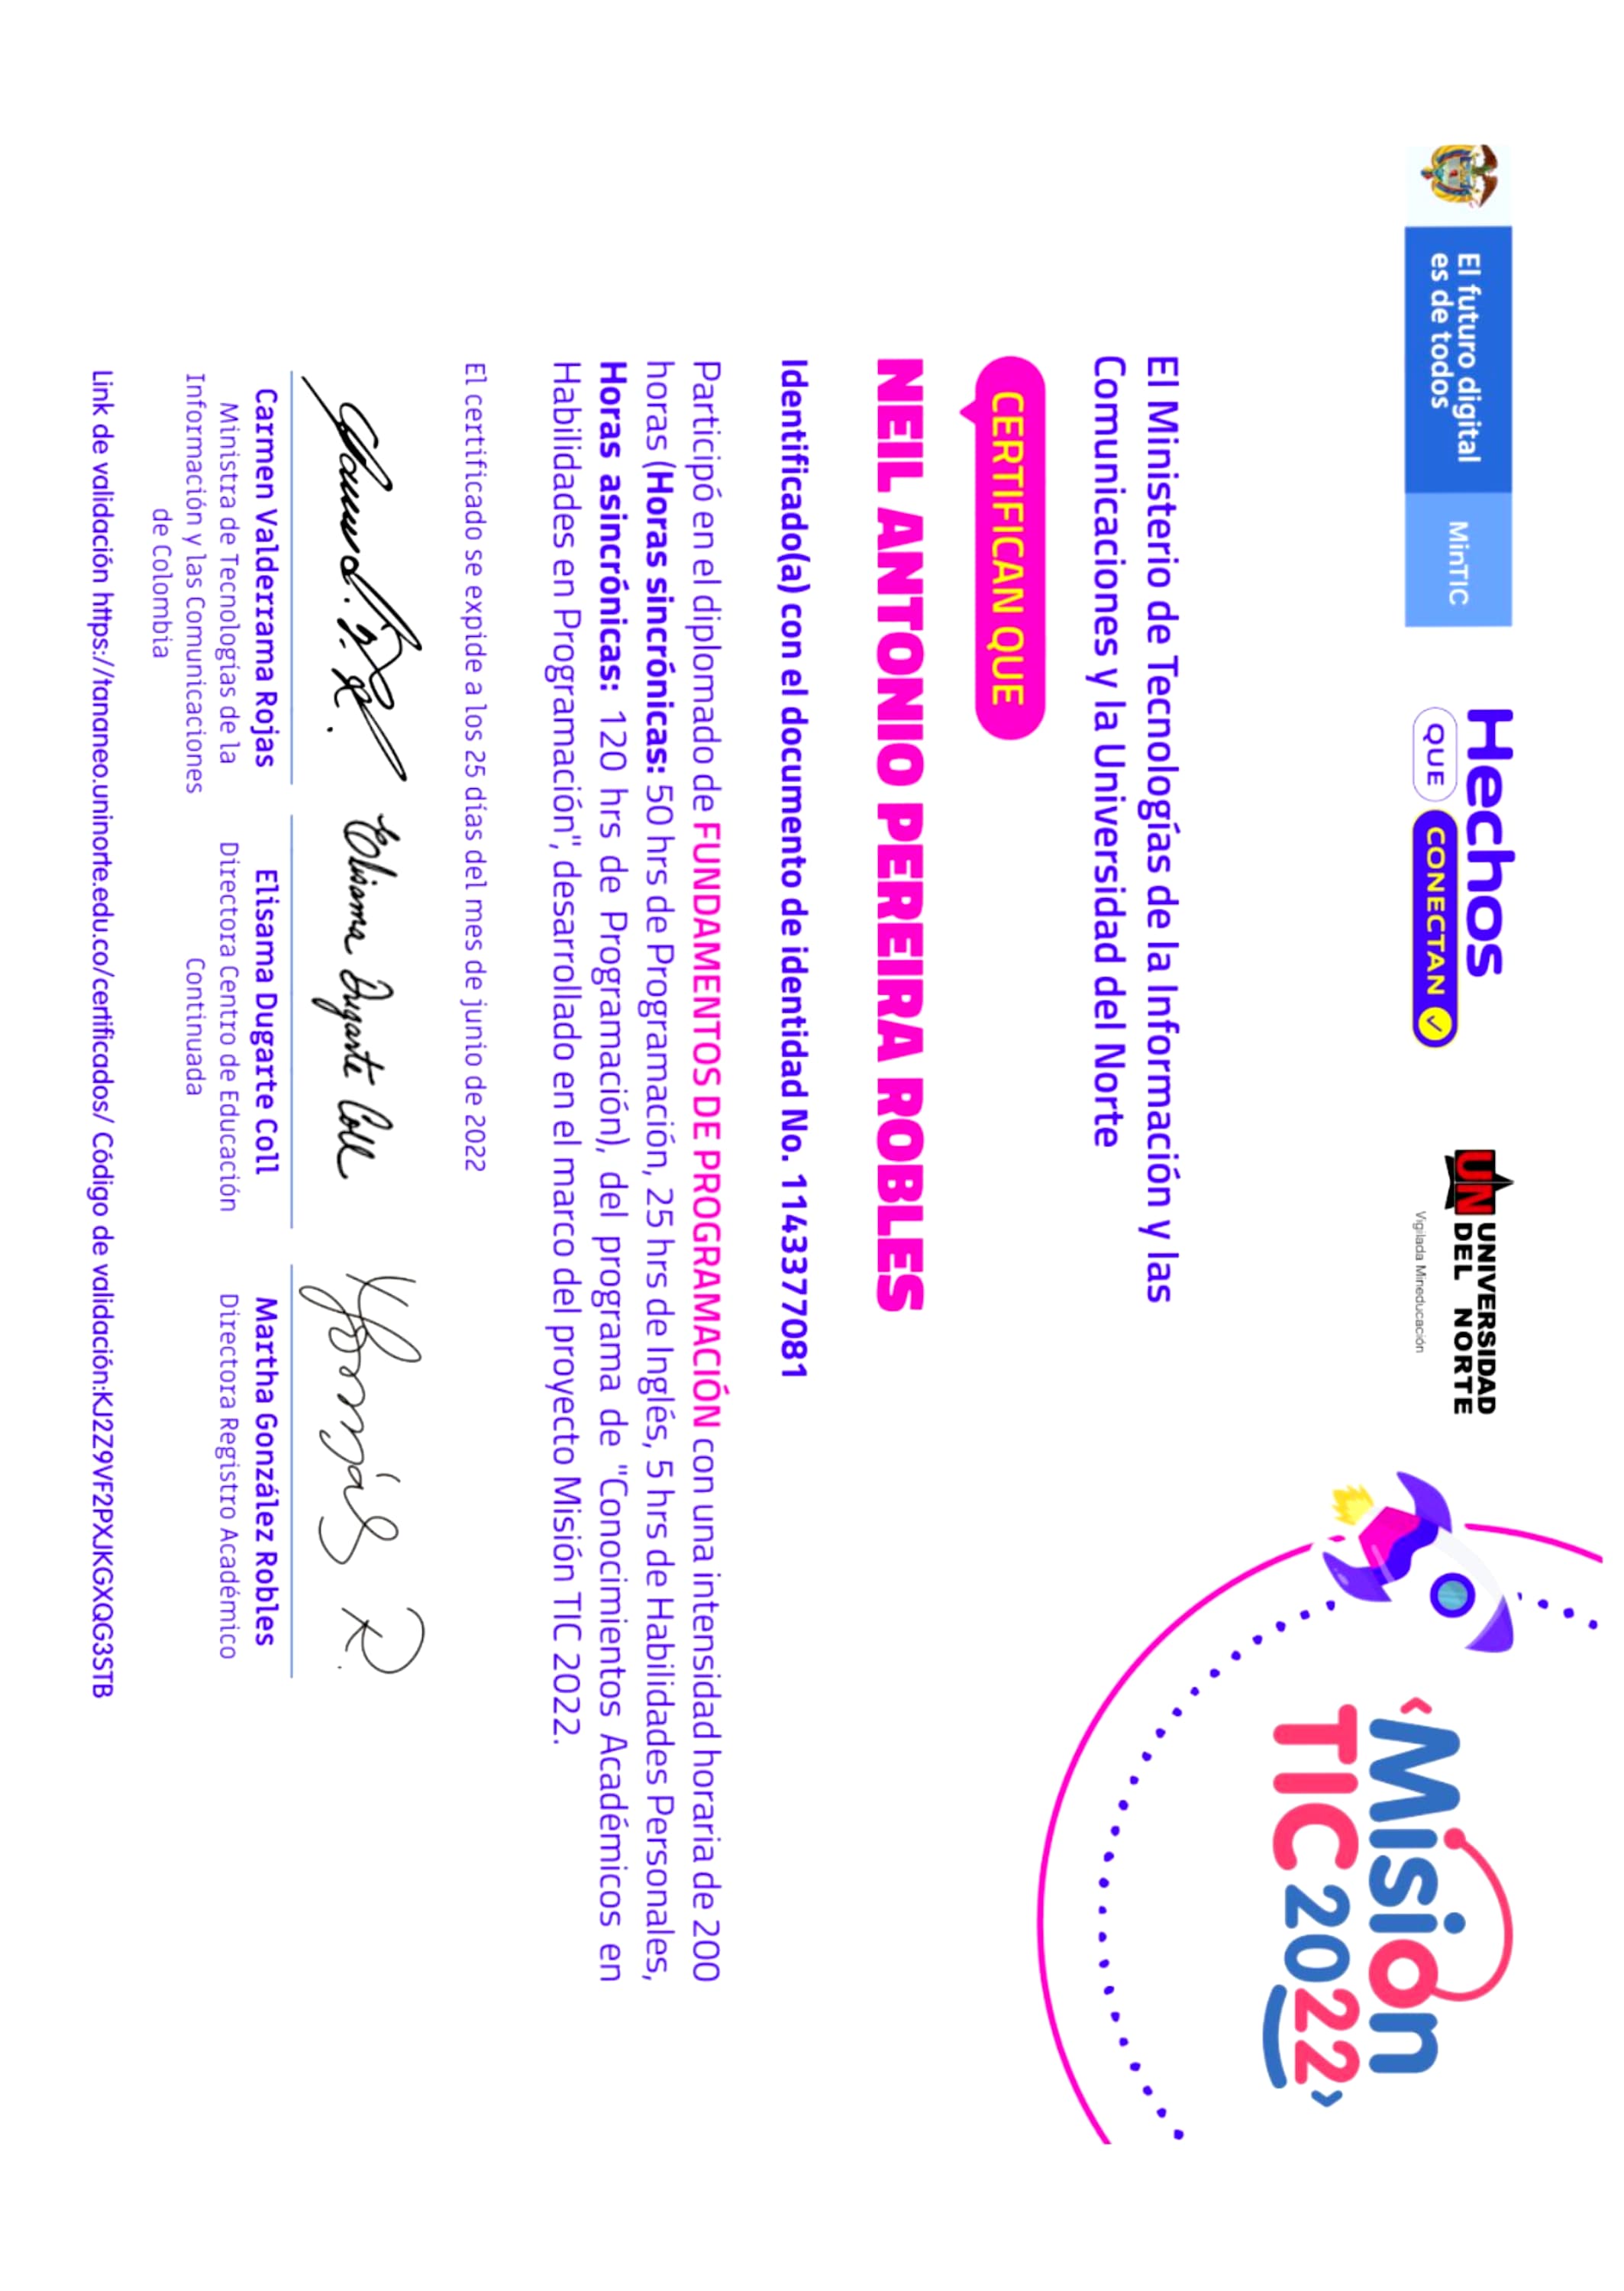 El futuro digital
es de todos
MinTIC
Hechos
QUE CONECTAN
UN UNIVERSIDAD
DEL NORTE
Vigilada Mineducación
‹Misión
TIC 2022›
El Ministerio de Tecnologías de la Información y las
Comunicaciones y la Universidad del Norte
CERTIFICAN QUE
NEIL ANTONIO PEREIRA ROBLES
Identificado(a) con el documento de identidad No. 1143377081
Participó en el diplomado de FUNDAMENTOS DE PROGRAMACIÓN con una intensidad horaria de 200
horas (Horas sincrónicas: 50 hrs de Programación, 25 hrs de Inglés, 5 hrs de Habilidades Personales,
Horas asincrónicas: 120 hrs de Programación), del programa de "Conocimientos Académicos en
Habilidades en Programación", desarrollado en el marco del proyecto Misión TIC 2022.
El certificado se expide a los 25 días del mes de junio de 2022
Elisama Dugarte Coll
Carmen Valderrama Rojas
Ministra de Tecnologías de la
Información y las Comunicaciones
de Colombia
Elisama Dugarte Coll
Directora Centro de Educación
Continuada
Martha González Robles
Directora Registro Académico
Link de validación https://tananeo.uninorte.edu.co/certificados/ Código de validación:KJ2Z9VF2PXJKGXQG3STB